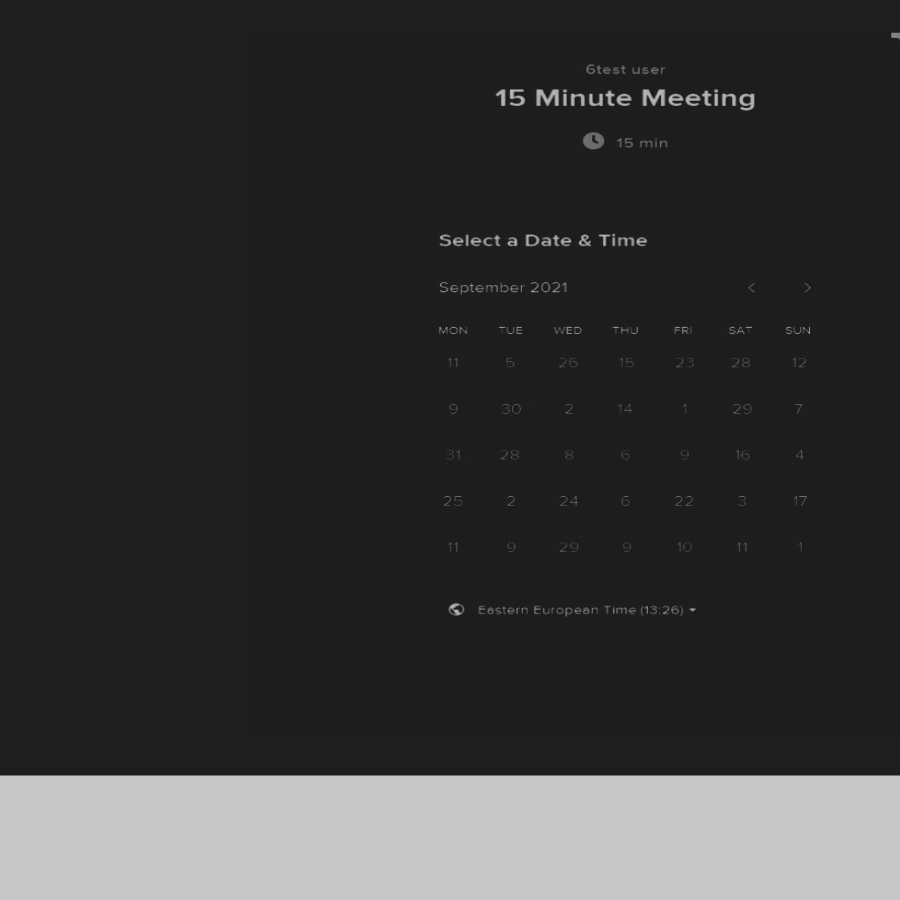 6test user
15 Minute Meeting
15 min
Select a Date & Time
September 2021
MON TUE WED THU FRI SAT SUN
11 5 26 15 23 28 12
9 30 2 14 1 29 7
31 28 8 6 9 16 4
25 2 24 6 22 3 17
11 9 29 9 10 11 1
Eastern European Time (13:26)